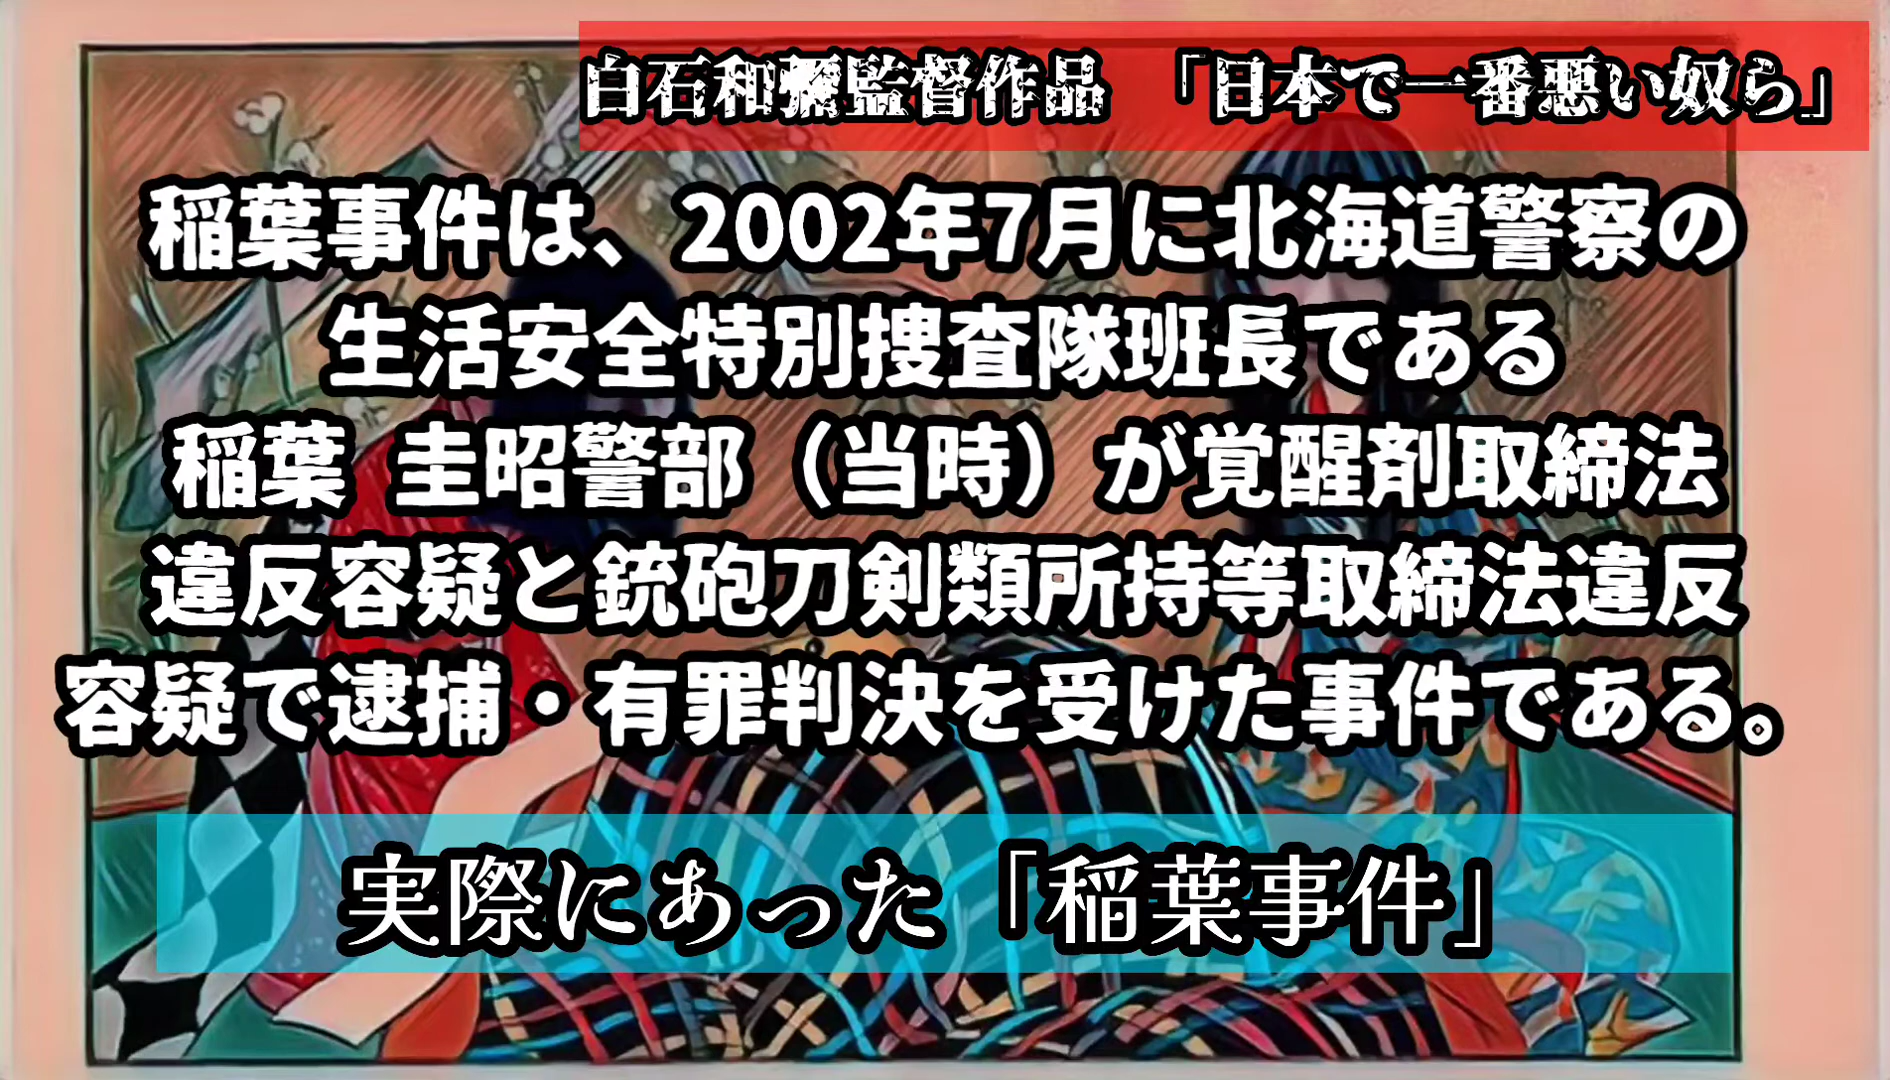 白石和彌監督作品 「日本で一番悪い奴ら」
稲葉事件は、2002年7月に北海道警察の
生活安全特別捜査隊班長である
稲葉 圭昭警部（当時）が覚醒剤取締法
違反容疑と銃砲刀剣類所持等取締法違反
容疑で逮捕・有罪判決を受けた事件である。
実際にあった「稲葉事件」